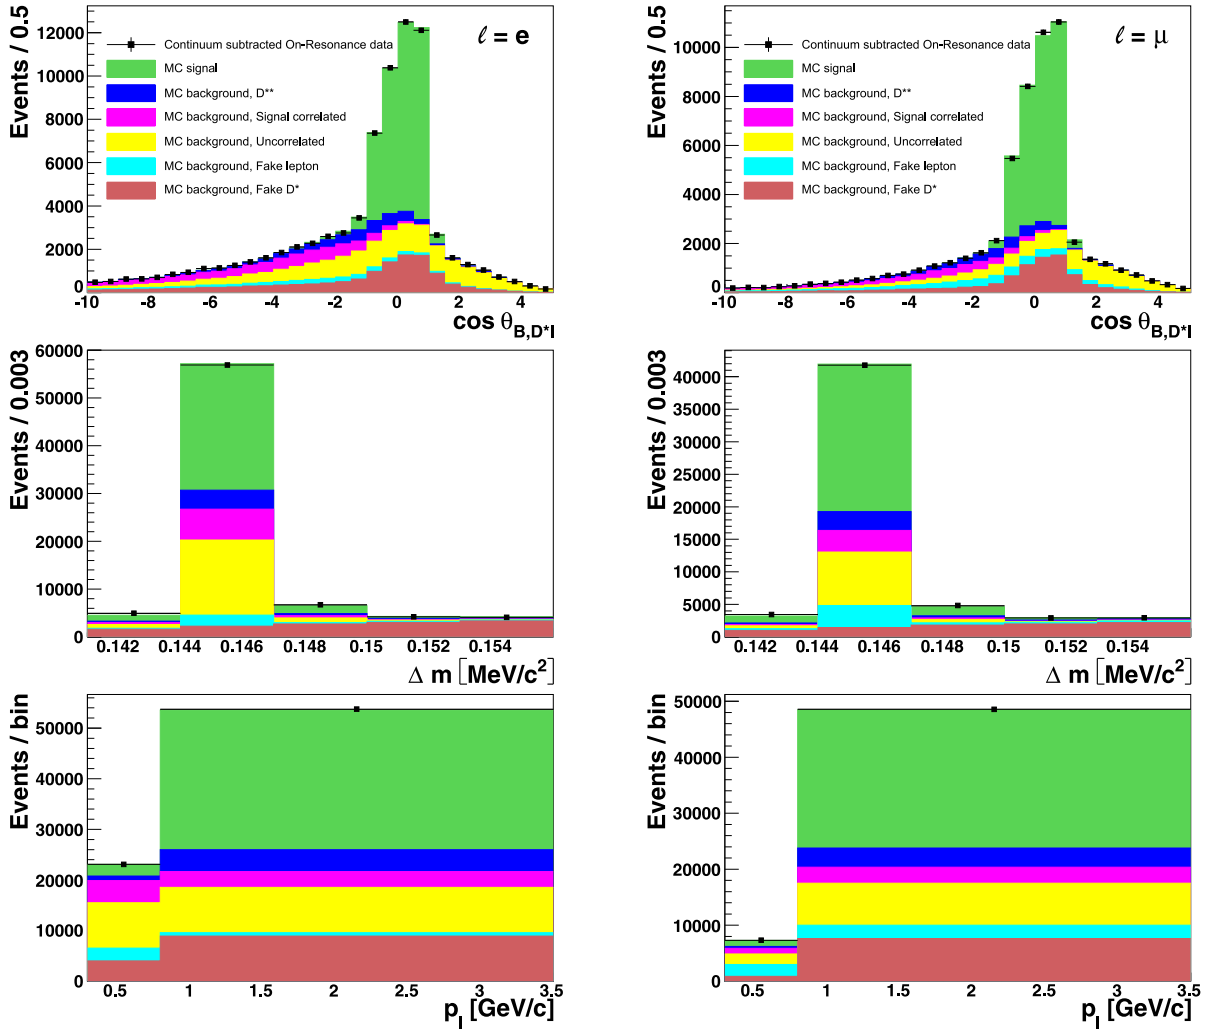 Events / 0.5
12000
10000
8000
6000
4000
2000
0
ℓ = e
Continuum subtracted On-Resonance data
MC signal
MC background, D**
MC background, Signal correlated
MC background, Uncorrelated
MC background, Fake lepton
MC background, Fake D*
-10 -8 -6 -4 -2 0 2 4
cos θB,D*l
Events / 0.5
10000
8000
6000
4000
2000
0
ℓ = μ
Continuum subtracted On-Resonance data
MC signal
MC background, D**
MC background, Signal correlated
MC background, Uncorrelated
MC background, Fake lepton
MC background, Fake D*
-10 -8 -6 -4 -2 0 2 4
cos θB,D*l
Events / 0.003
60000
50000
40000
30000
20000
10000
0
0.142 0.144 0.146 0.148 0.15 0.152 0.154
Δ m [MeV/c²]
Events / 0.003
40000
35000
30000
25000
20000
15000
10000
5000
0
0.142 0.144 0.146 0.148 0.15 0.152 0.154
Δ m [MeV/c²]
Events / bin
50000
40000
30000
20000
10000
0
0.5 1 1.5 2 2.5 3 3.5
pl [GeV/c]
Events / bin
50000
40000
30000
20000
10000
0
0.5 1 1.5 2 2.5 3 3.5
pl [GeV/c]